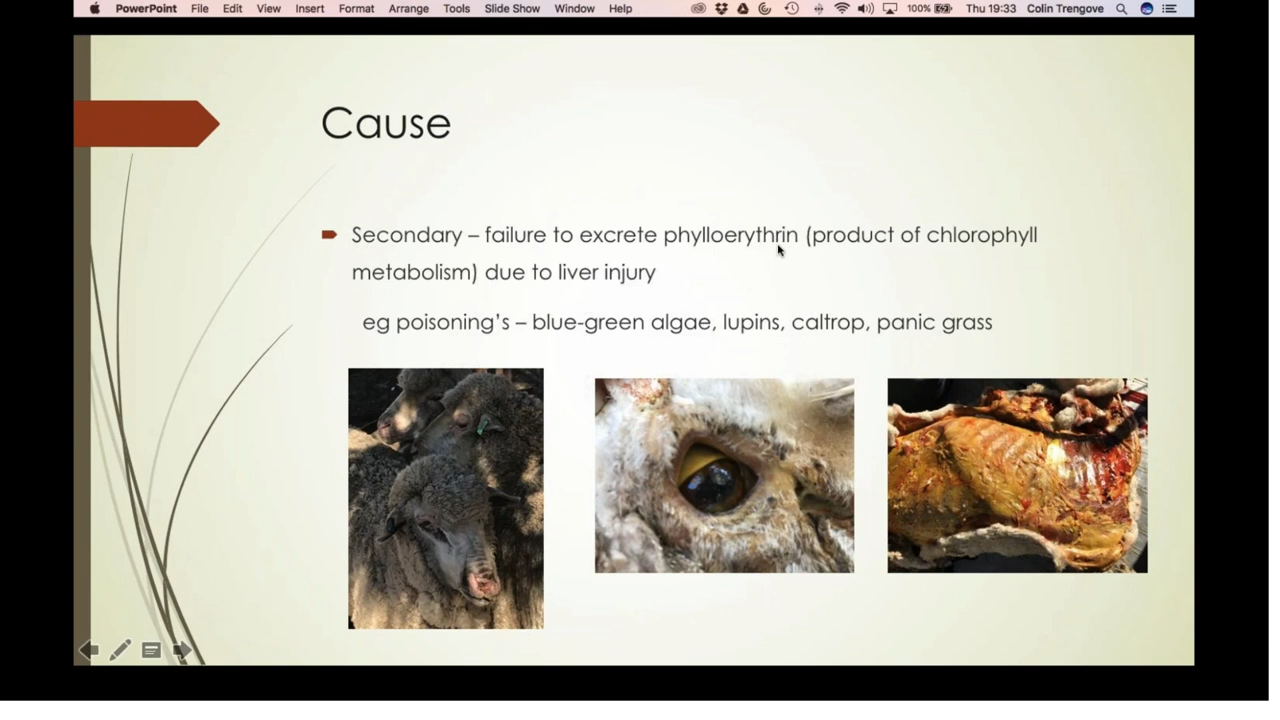 PowerPoint File Edit View Insert Format Arrange Tools Slide Show Window Help 100% Thu 19:33 Colin Trengove
Cause
Secondary – failure to excrete phylloerythrin (product of chlorophyll
metabolism) due to liver injury
eg poisoning's – blue-green algae, lupins, caltrop, panic grass